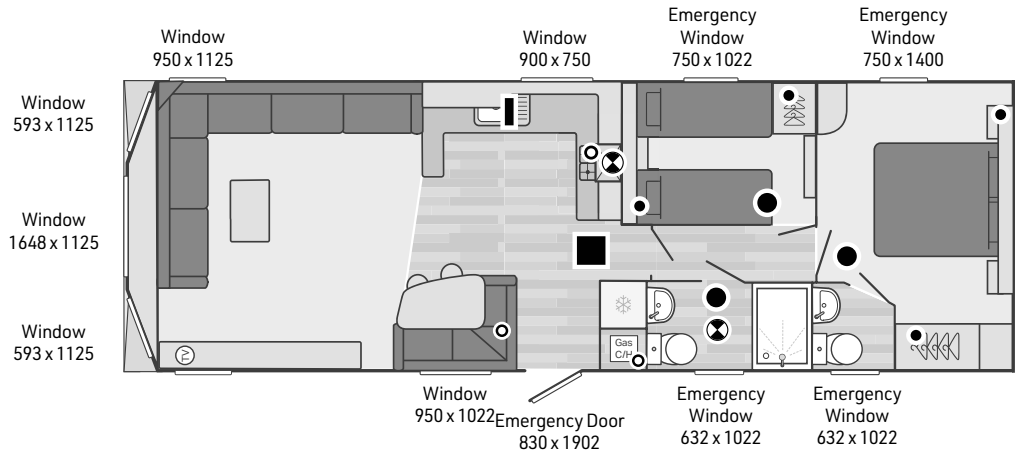 Emergency
Window
750 x 1022
Emergency
Window
750 x 1400
Window
950 x 1125
Window
900 x 750
Window
593 x 1125
Window
1648 x 1125
Window
593 x 1125
TV
Gas
C/H
Window
950 x 1022
Emergency Door
830 x 1902
Emergency
Window
632 x 1022
Emergency
Window
632 x 1022